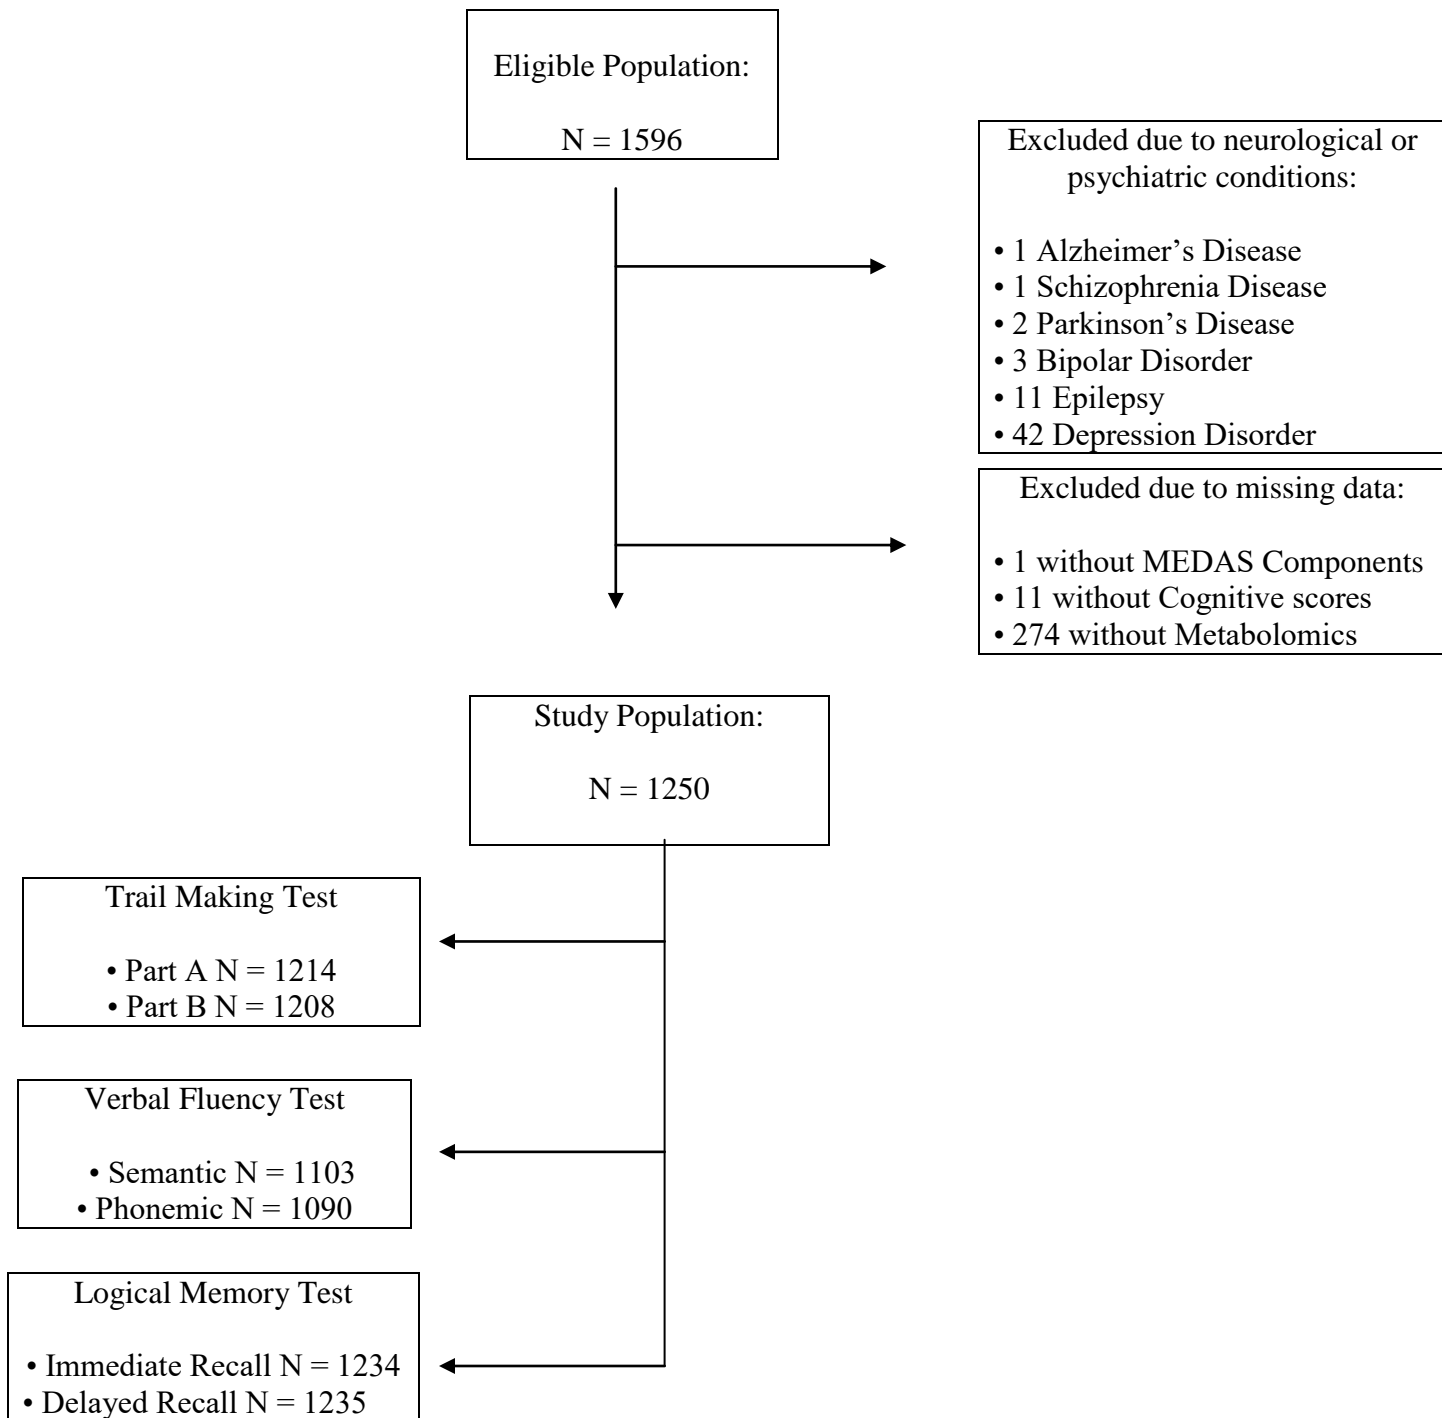 Eligible Population:
N = 1596
Excluded due to neurological or
psychiatric conditions:
• 1 Alzheimer’s Disease
• 1 Schizophrenia Disease
• 2 Parkinson’s Disease
• 3 Bipolar Disorder
• 11 Epilepsy
• 42 Depression Disorder
Excluded due to missing data:
• 1 without MEDAS Components
• 11 without Cognitive scores
• 274 without Metabolomics
Study Population:
N = 1250
Trail Making Test
• Part A N = 1214
• Part B N = 1208
Verbal Fluency Test
• Semantic N = 1103
• Phonemic N = 1090
Logical Memory Test
• Immediate Recall N = 1234
• Delayed Recall N = 1235